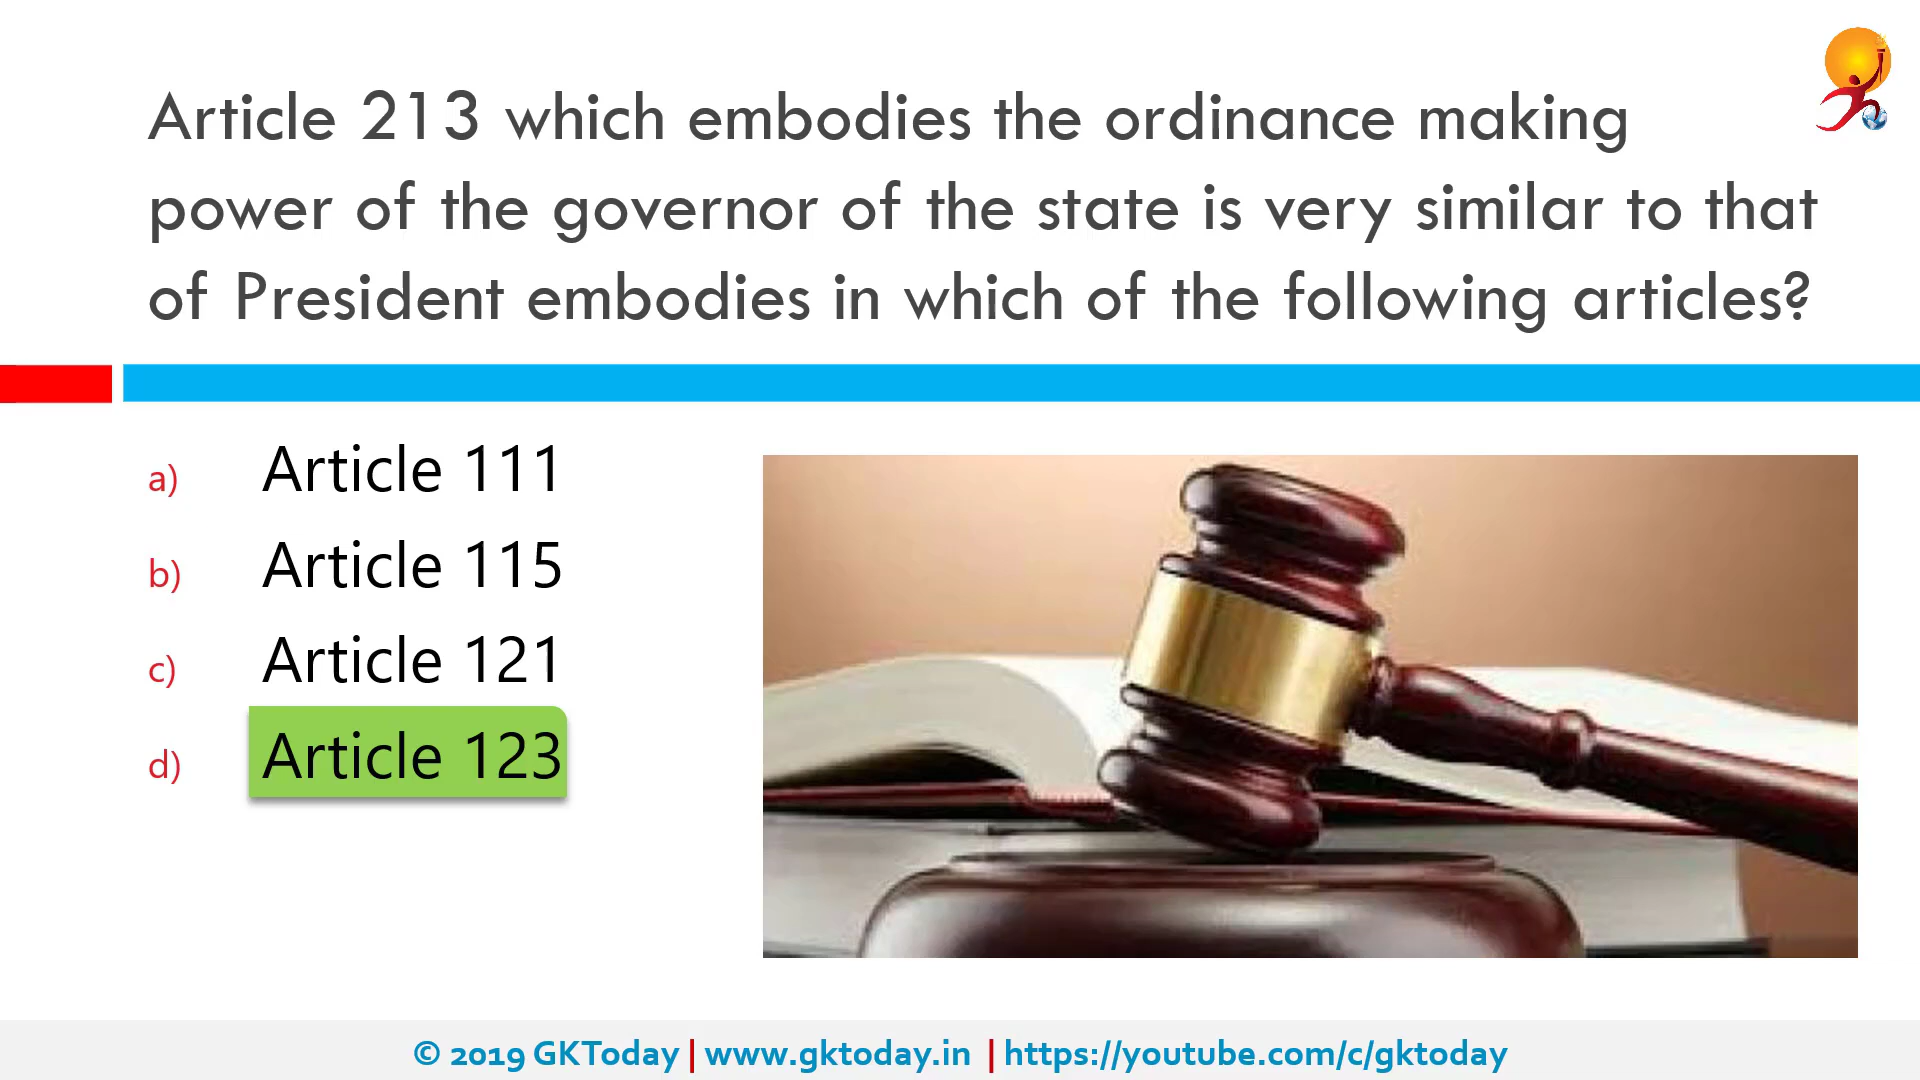 Article 213 which embodies the ordinance making
power of the governor of the state is very similar to that
of President embodies in which of the following articles?
a) Article 111
b) Article 115
c) Article 121
d) Article 123
© 2019 GKToday | www.gktoday.in | https://youtube.com/c/gktoday